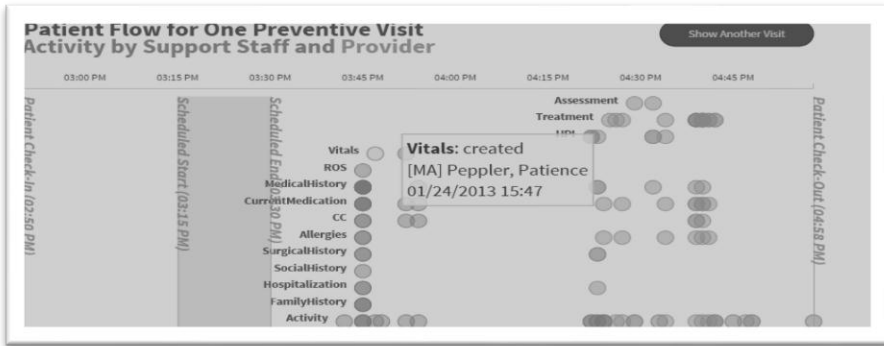 Patient Flow for One Preventive Visit
Activity by Support Staff and Provider
Show Another Visit
03:00 PM 03:15 PM 03:30 PM 03:45 PM 04:00 PM 04:15 PM 04:30 PM 04:45 PM
Patient Check-In (02:50 PM)
Scheduled Start (03:15 PM)
Scheduled End (03:30 PM)
Patient Check-Out (04:58 PM)
Assessment
Treatment
HPI
Vitals
Vitals: created
[MA] Peppler, Patience
01/24/2013 15:47
ROS
MedicalHistory
CurrentMedication
CC
Allergies
SurgicalHistory
SocialHistory
Hospitalization
FamilyHistory
Activity